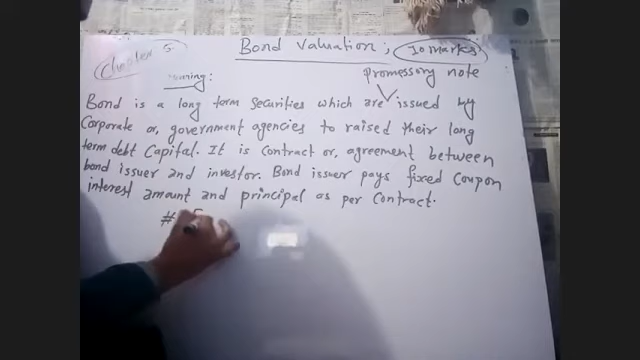 Chapter 5
Bond Valuation; 10 marks
Meaning:
promessory note
Bond is a long term securities which are issued by
Corporate or, government agencies to raised their long
term debt Capital. It is contract or, agreement between
bond issuer and investor. Bond issuer pays fixed coupon
interest amount and principal as per Contract.
#